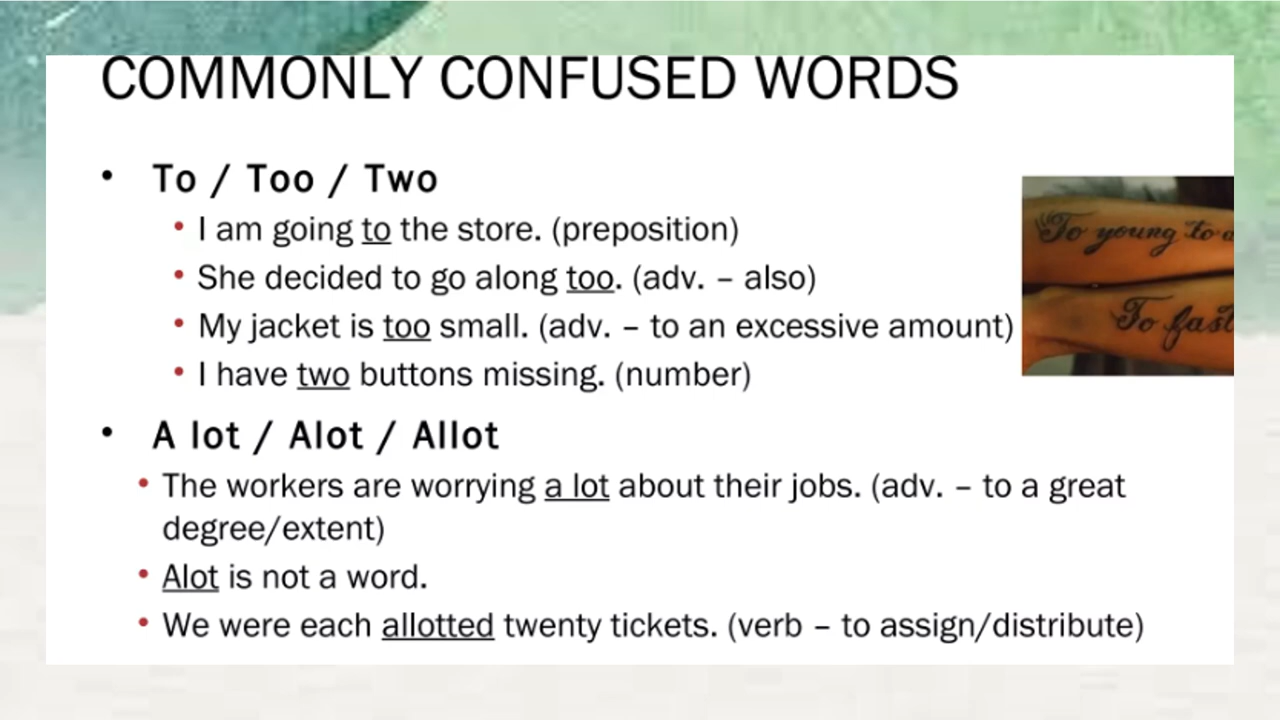 COMMONLY CONFUSED WORDS
• To / Too / Two
• I am going to the store. (preposition)
• She decided to go along too. (adv. – also)
• My jacket is too small. (adv. – to an excessive amount)
• I have two buttons missing. (number)
To young to
To fast
• A lot / Alot / Allot
• The workers are worrying a lot about their jobs. (adv. – to a great
degree/extent)
• Alot is not a word.
• We were each allotted twenty tickets. (verb – to assign/distribute)